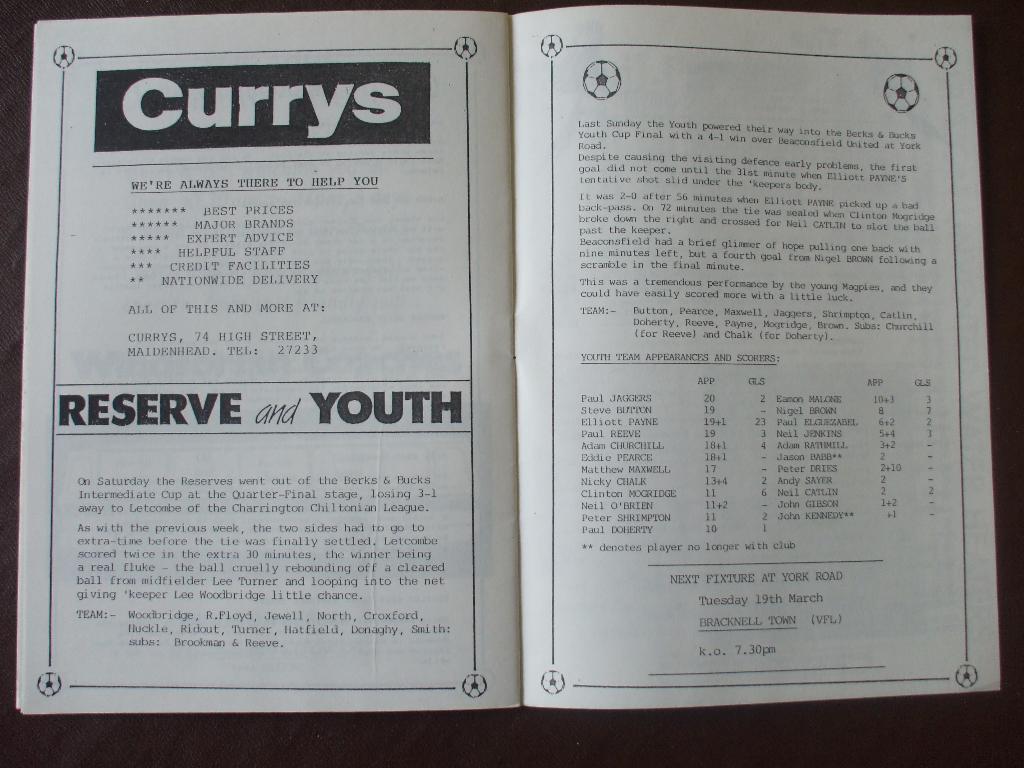 Currys
WE'RE ALWAYS THERE TO HELP YOU
******* BEST PRICES
****** MAJOR BRANDS
***** EXPERT ADVICE
**** HELPFUL STAFF
*** CREDIT FACILITIES
** NATIONWIDE DELIVERY
ALL OF THIS AND MORE AT:
CURRYS, 74 HIGH STREET,
MAIDENHEAD. TEL: 27233
RESERVE and YOUTH
On Saturday the Reserves went out of the Berks & Bucks
Intermediate Cup at the Quarter-Final stage, losing 3-1
away to Letcombe of the Charrington Chiltonian League.
As with the previous week, the two sides had to go to
extra-time before the tie was finally settled. Letcombe
scored twice in the extra 30 minutes, the winner being
a real fluke - the ball cruelly rebounding off a cleared
ball from midfielder Lee Turner and looping into the net
giving 'keeper Lee Woodbridge little chance.
TEAM:- Woodbridge, R.Floyd, Jewell, North, Croxford,
Huckle, Ridout, Turner, Hatfield, Donaghy, Smith:
subs: Brookman & Reeve.
Last Sunday the Youth powered their way into the Berks & Bucks
Youth Cup Final with a 4-1 win over Beaconsfield United at York
Road.
Despite causing the visiting defence early problems, the first
goal did not come until the 31st minute when Elliott PAYNE'S
tentative shot slid under the 'keepers body.
It was 2-0 after 56 minutes when Elliott PAYNE picked up a bad
back-pass. On 72 minutes the tie was sealed when Clinton Mogridge
broke down the right and crossed for Neil CATLIN to slot the ball
past the keeper.
Beaconsfield had a brief glimmer of hope pulling one back with
nine minutes left, but a fourth goal from Nigel BROWN following a
scramble in the final minute.
This was a tremendous performance by the young Magpies, and they
could have easily scored more with a little luck.
TEAM:- Button, Pearce, Maxwell, Jaggers, Shrimpton, Catlin,
Doherty, Reeve, Payne, Mogridge, Brown. Subs: Churchill
(for Reeve) and Chalk (for Doherty).
YOUTH TEAM APPEARANCES AND SCORERS:
APP GLS APP GLS
Paul JAGGERS 20 2 Eamon MALONE 10+3 3
Steve BUTTON 19 - Nigel BROWN 8 7
Elliott PAYNE 19+1 23 Paul ELGUEZABEL 6+2 2
Paul REEVE 19 3 Neil JENKINS 5+4 3
Adam CHURCHILL 18+1 4 Adam RATHMILL 3+2 -
Eddie PEARCE 18+1 - Jason BABB** 2 -
Matthew MAXWELL 17 - Peter DRIES 2+10 -
Nicky CHALK 13+4 2 Andy SAYER 2 -
Clinton MOGRIDGE 11 6 Neil CATLIN 2 2
Neil O'BRIEN 11+2 - John GIBSON 1+2 -
Peter SHRIMPTON 11 2 John KENNEDY** +1 -
Paul DOHERTY 10 1
** denotes player no longer with club
NEXT FIXTURE AT YORK ROAD
Tuesday 19th March
BRACKNELL TOWN (VFL)
k.o. 7.30pm